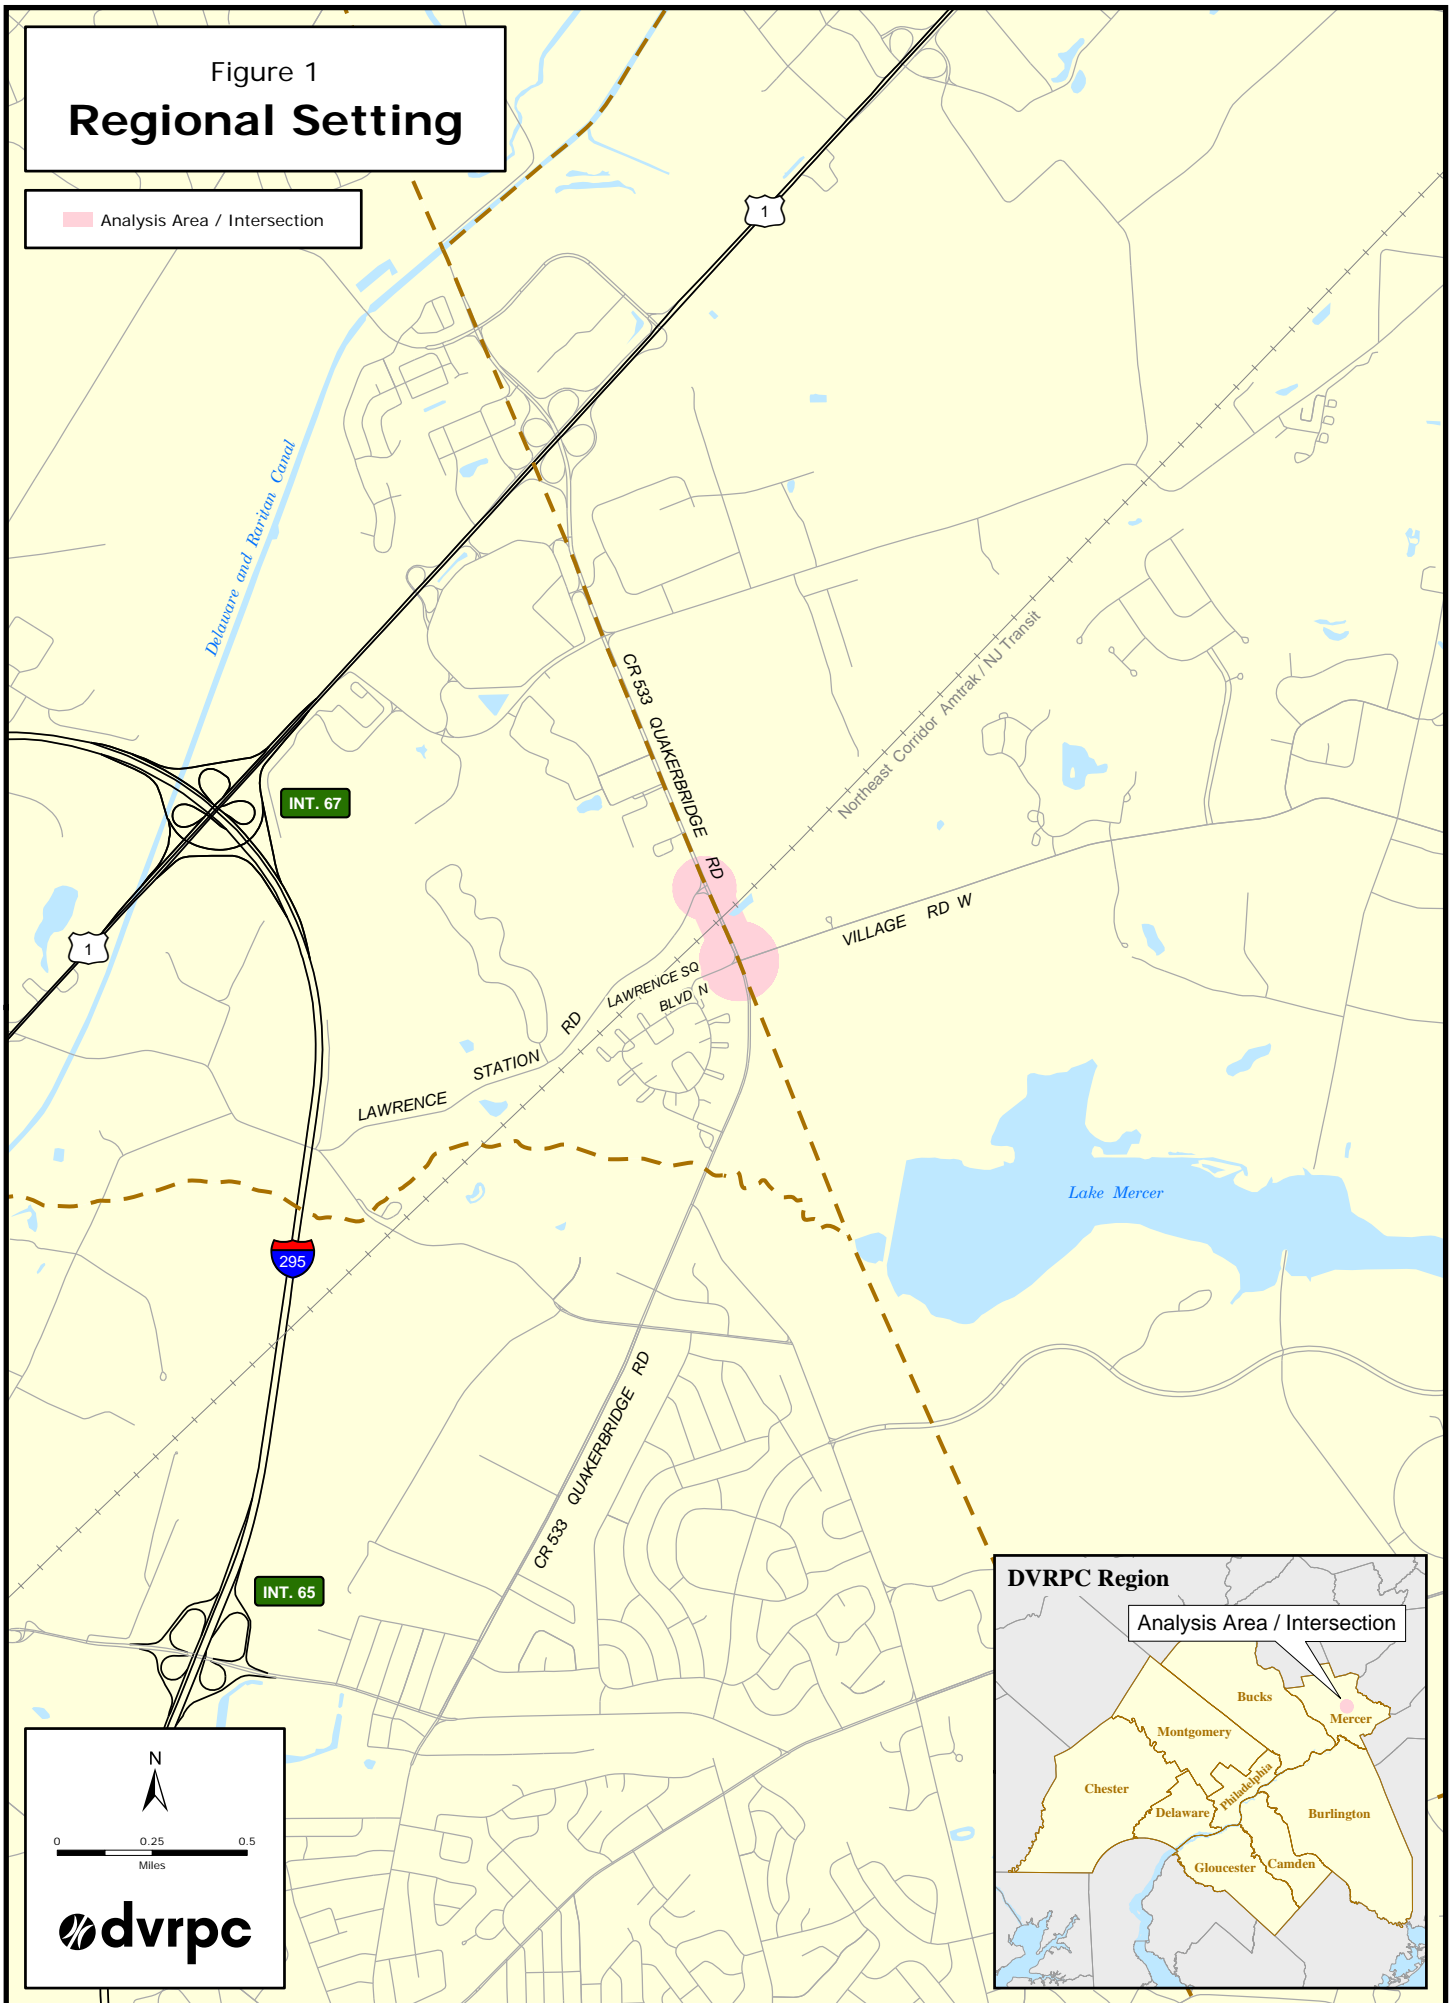 Figure 1
Regional Setting
Analysis Area / Intersection
1
Delaware and Raritan Canal
CR 533 QUAKERBRIDGE RD
Northeast Corridor Amtrak / NJ Transit
INT. 67
1
VILLAGE RD W
LAWRENCE SQ
BLVD N
LAWRENCE STATION RD
Lake Mercer
295
CR 533 QUAKERBRIDGE RD
INT. 65
DVRPC Region
Analysis Area / Intersection
Bucks
Mercer
Montgomery
Chester
Philadelphia
Delaware
Burlington
Gloucester
Camden
N
0 0.25 0.5
Miles
dvrpc